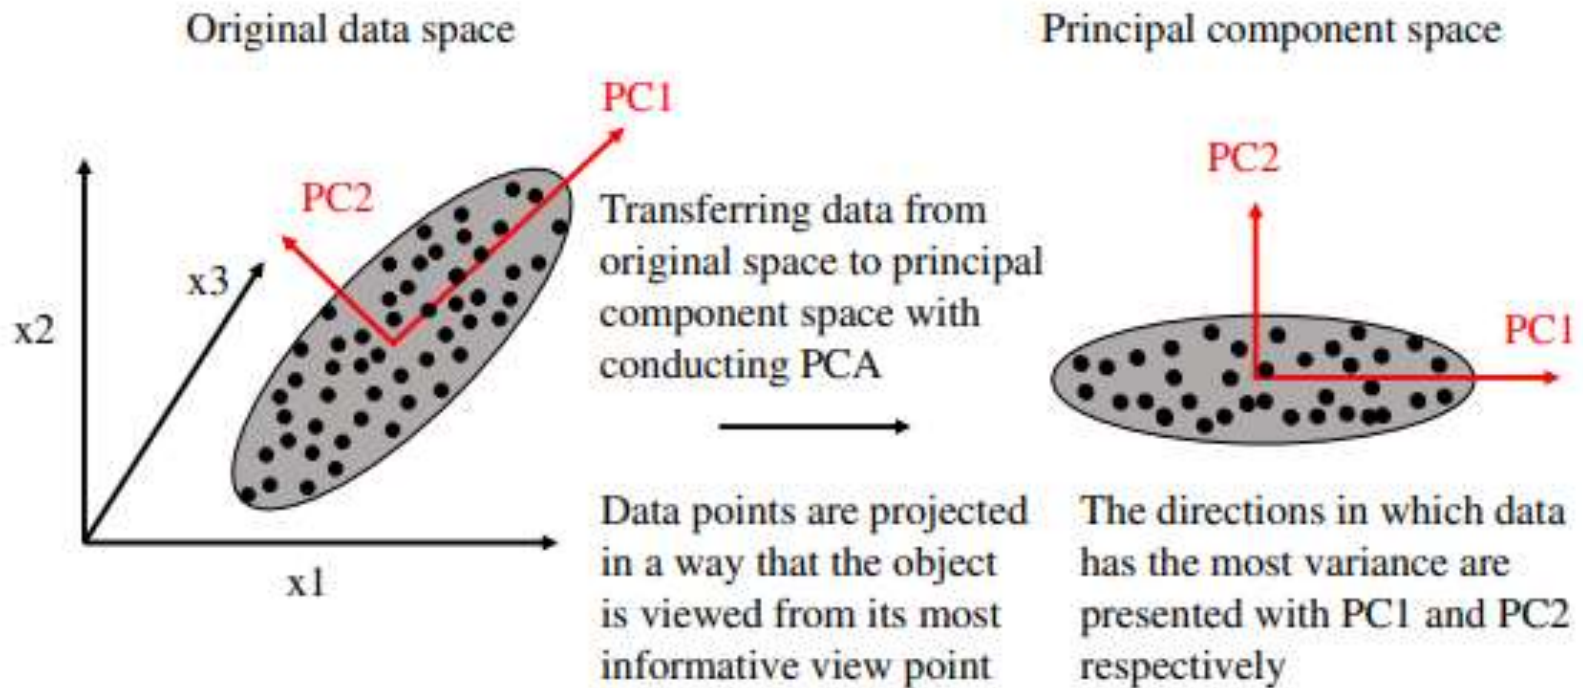 Original data space
Principal component space
PC1
PC2
x3
x2
x1
Transferring data from
original space to principal
component space with
conducting PCA
PC2
PC1
Data points are projected
in a way that the object
is viewed from its most
informative view point
The directions in which data
has the most variance are
presented with PC1 and PC2
respectively